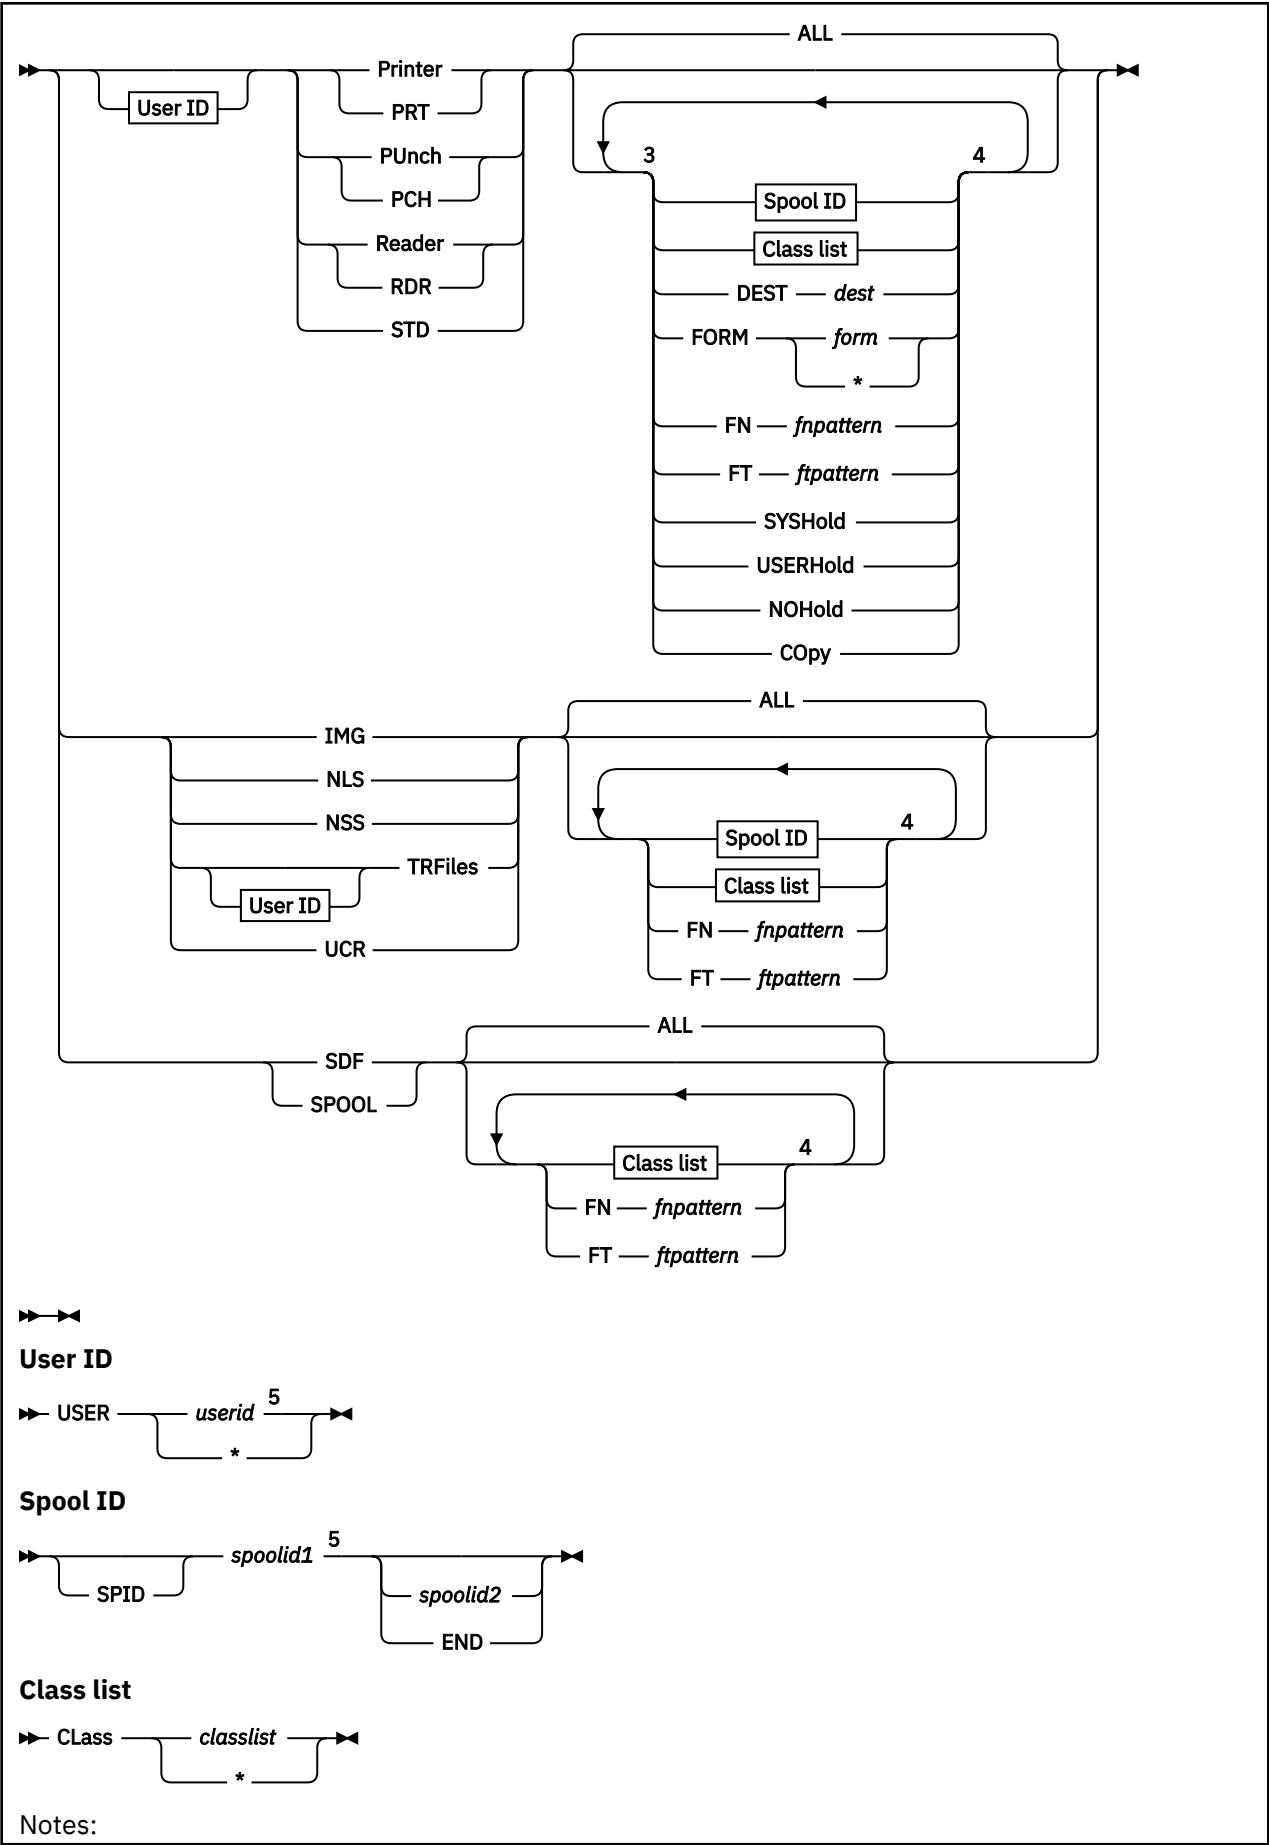 ALL
Printer
User ID
PRT
PUnch
3
4
PCH
Spool ID
Reader
Class list
RDR
DEST dest
STD
FORM form
*
FN fnpattern
FT ftpattern
SYSHold
USERHold
NOHold
COpy
ALL
IMG
NLS
NSS
4
Spool ID
TRFiles
Class list
User ID
FN fnpattern
UCR
FT ftpattern
ALL
SDF
SPOOL
4
Class list
FN fnpattern
FT ftpattern
User ID
USER userid 5
*
Spool ID
spoolid1 5
SPID
spoolid2
END
Class list
CLass classlist
*
Notes: